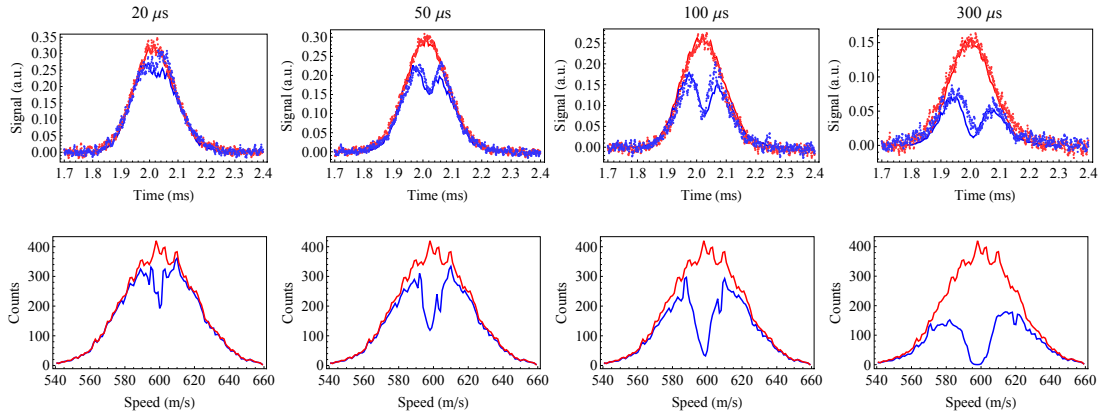 20 μs 50 μs 100 μs 300 μs
Signal (a.u.) 0.35 0.30 0.25 0.20 0.15 0.10 0.05 0.00
1.7 1.8 1.9 2.0 2.1 2.2 2.3 2.4
Time (ms)
Signal (a.u.) 0.30 0.25 0.20 0.15 0.10 0.05 0.00
1.7 1.8 1.9 2.0 2.1 2.2 2.3 2.4
Time (ms)
Signal (a.u.) 0.25 0.20 0.15 0.10 0.05 0.00
1.7 1.8 1.9 2.0 2.1 2.2 2.3 2.4
Time (ms)
Signal (a.u.) 0.15 0.10 0.05 0.00
1.7 1.8 1.9 2.0 2.1 2.2 2.3 2.4
Time (ms)
Counts 400 300 200 100 0
540 560 580 600 620 640 660
Speed (m/s)
Counts 400 300 200 100 0
540 560 580 600 620 640 660
Speed (m/s)
Counts 400 300 200 100 0
540 560 580 600 620 640 660
Speed (m/s)
Counts 400 300 200 100 0
540 560 580 600 620 640 660
Speed (m/s)